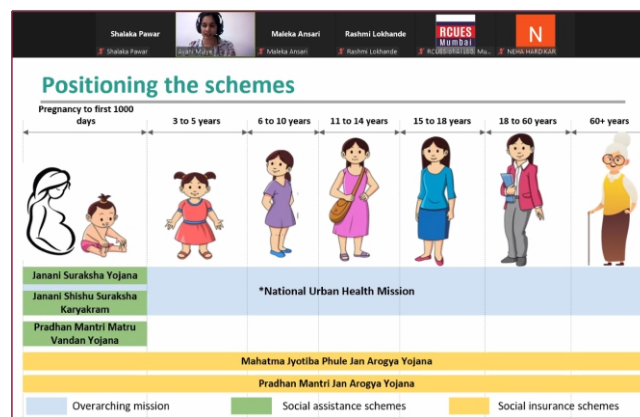 Shalaka Pawar
Maleka Ansari
Rashmi Lokhande
RCUES
Mumbai
N
Shalaka Pawar
Maleka Ansari
Rashmi Lokhande
NEHA HARDIKAR
Positioning the schemes
Pregnancy to first 1000
days
3 to 5 years
6 to 10 years
11 to 14 years
15 to 18 years
18 to 60 years
60+ years
Janani Suraksha Yojana
*National Urban Health Mission
Janani Shishu Suraksha
Karyakram
Pradhan Mantri Matru
Vandan Yojana
Mahatma Jyotiba Phule Jan Arogya Yojana
Pradhan Mantri Jan Arogya Yojana
Overarching mission
Social assistance schemes
Social insurance schemes